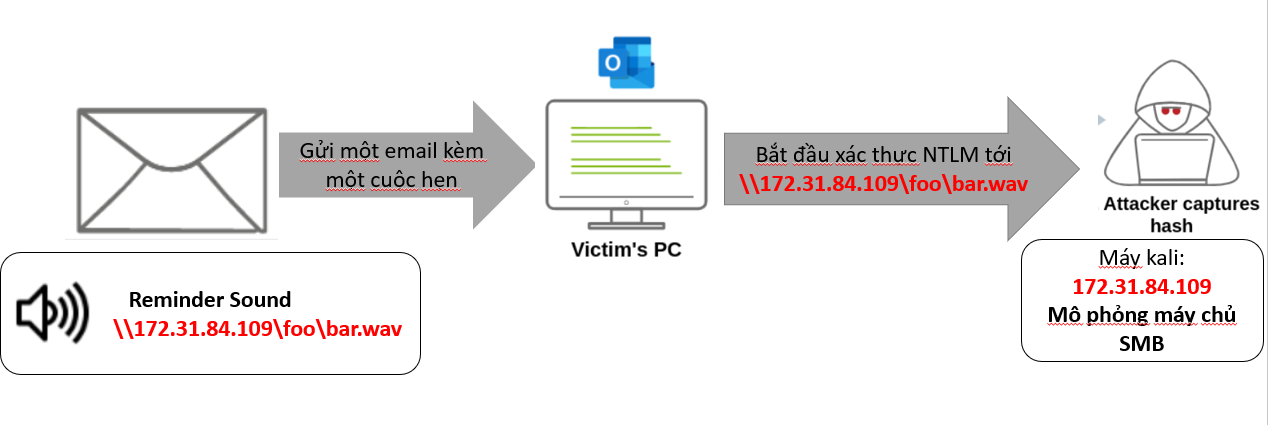 O
Gửi một email kèm
một cuộc hẹn
Victim's PC
Bắt đầu xác thực NTLM tới
\\172.31.84.109\foo\bar.wav
Attacker captures
hash
Reminder Sound
\\172.31.84.109\foo\bar.wav
Máy kali:
172.31.84.109
Mô phỏng máy chủ
SMB